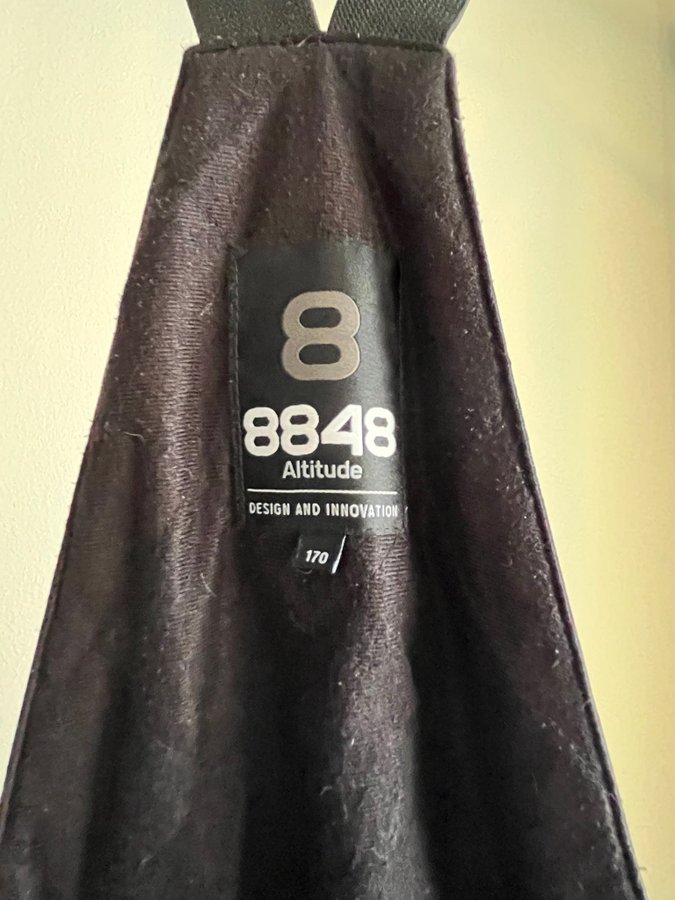 8
8848
Altitude
DESIGN AND INNOVATION
170